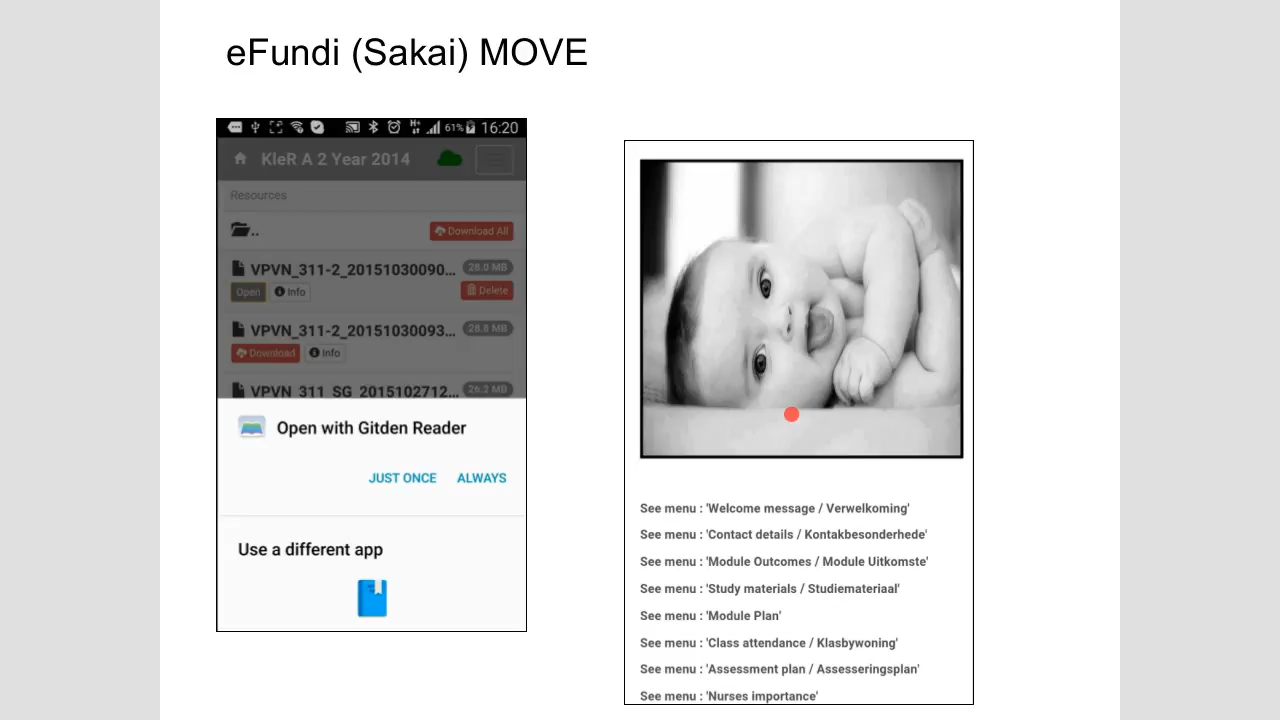 eFundi (Sakai) MOVE
61% 16:20
KleR A 2 Year 2014
Resources
.. Download All
VPVN_311-2_20151030090... 28.0 MB
Open Info Delete
VPVN_311-2_20151030093... 28.8 MB
Download Info
VPVN_311_SG_2015102712... 26.2 MB
Open with Gitden Reader
JUST ONCE ALWAYS
Use a different app
See menu : 'Welcome message / Verwelkoming'
See menu : 'Contact details / Kontakbesonderhede'
See menu : 'Module Outcomes / Module Uitkomste'
See menu : 'Study materials / Studiemateriaal'
See menu : 'Module Plan'
See menu : 'Class attendance / Klasbywoning'
See menu : 'Assessment plan / Assesseringsplan'
See menu : 'Nurses importance'